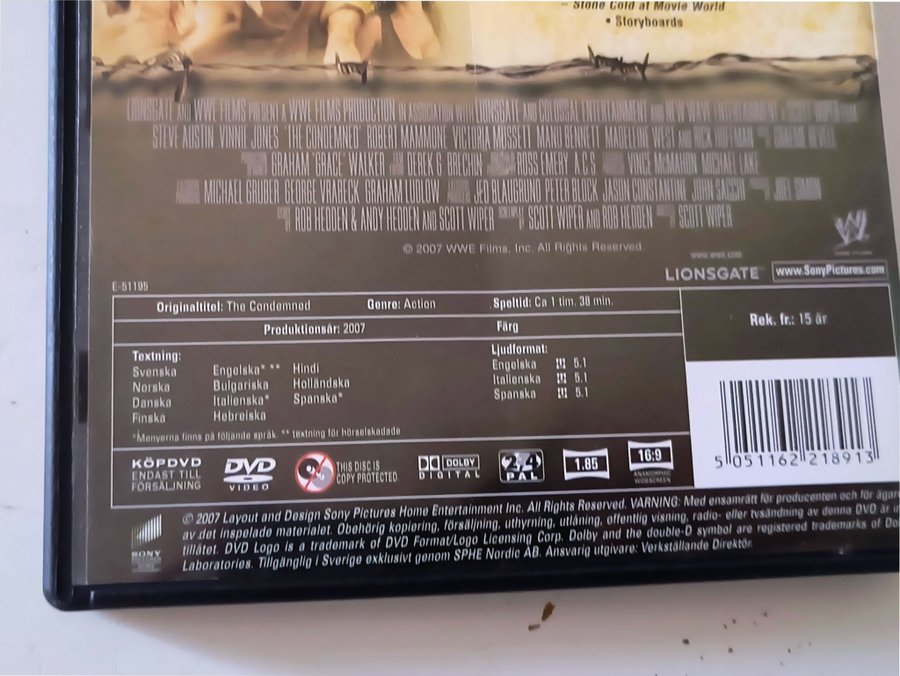 – Stone Cold at Movie World
• Storyboards
LIONSGATE AND WWE FILMS PRESENT A WWE FILMS PRODUCTION IN ASSOCIATION WITH LIONSGATE AND COLOSSAL ENTERTAINMENT
STEVE AUSTIN VINNIE JONES "THE CONDEMNED" ROBERT MAMMONE VICTORIA MUSSETT MANU BENNETT MADELEINE WEST AND RICK HOFFMAN
GRAHAM "GRACE" WALKER DEREK G BRECHIN ROSS EMERY A C S VINCE McMAHON MICHAEL LAKE
MICHAEL GRUBER GEORGE VRABECK GRAHAM LUDLOW JED BLAUGRUND PETER BLOCK JASON CONSTANTINE JOHN SACCHI JOEL SIMON
ROB HEDDEN & ANDY HEDDEN AND SCOTT WIPER SCOTT WIPER AND ROB HEDDEN SCOTT WIPER
© 2007 WWE Films, Inc. All Rights Reserved.
W
www.wwe.com
LIONSGATE™ www.SonyPictures.com
E-51195
Originaltitel: The Condemned Genre: Action Speltid: Ca 1 tim. 38 min.
Produktionsår: 2007 Färg
Rek. fr.: 15 år
Textning:
Svenska Engelska* ** Hindi
Norska Bulgariska Holländska
Danska Italienska* Spanska*
Finska Hebreiska
*Menyerna finns på följande språk. ** textning för hörselskadade
Ljudformat:
Engelska 5.1
Italienska 5.1
Spanska 5.1
5 051162 218913
KÖPDVD
ENDAST TILL
FÖRSÄLJNING
DVD
VIDEO
THIS DISC IS
COPY PROTECTED
DOLBY
DIGITAL
2,4
PAL
1.85
16:9
ANAMORPHIC
WIDESCREEN
SONY
© 2007 Layout and Design Sony Pictures Home Entertainment Inc. All Rights Reserved. VARNING: Med ensamrätt för producenten och för ägare
av det inspelade materialet. Obehörig kopiering, försäljning, uthyrning, utlåning, offentlig visning, radio- eller tvsändning av denna DVD är
tillåtet. DVD Logo is a trademark of DVD Format/Logo Licensing Corp. Dolby and the double-D symbol are registered trademarks of
Laboratories. Tillgänglig i Sverige exklusivt genom SPHE Nordic AB. Ansvarig utgivare: Verkställande Direktör.